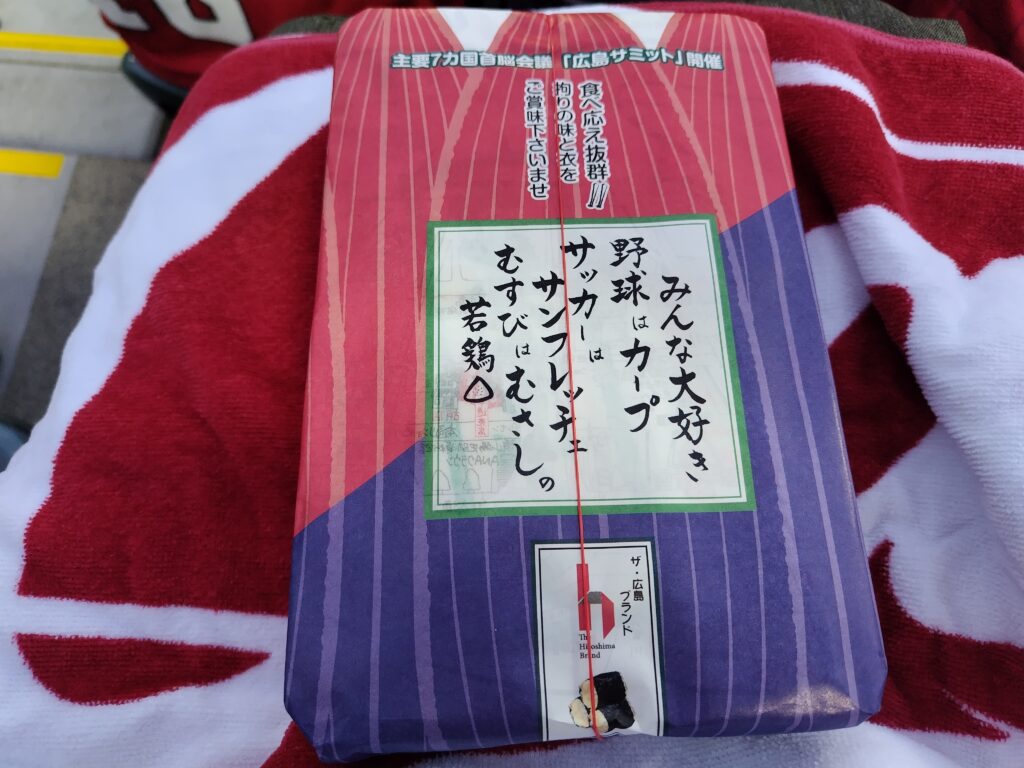 主要7カ国首脳会議「広島サミット」開催
食べ応え抜群!!
拘りの味と衣を
ご賞味下さいませ
みんな大好き
野球はカープ
サッカーは
サンフレッチェ
むすびはむさしの
若鶏△
ザ・広島
ブランド
The
Hiroshima
Brand